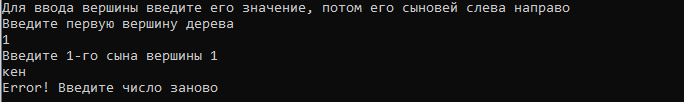 Для ввода вершины введите его значение, потом его сыновей слева направо
Введите первую вершину дерева
1
Введите 1-го сына вершины 1
кен
Error! Введите число заново